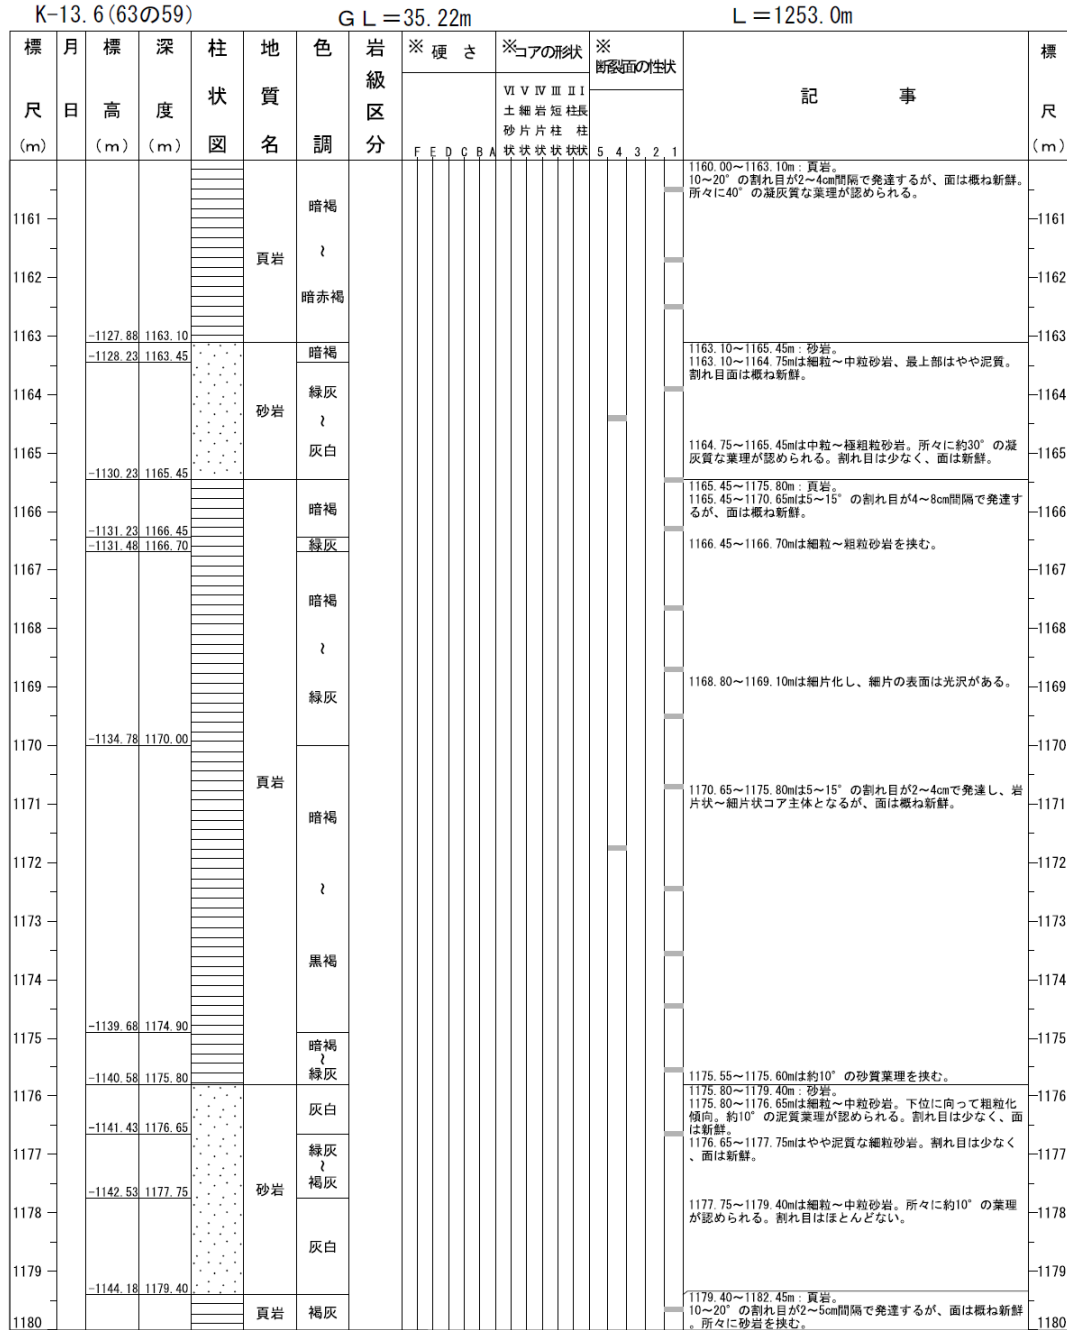 K-13.6(63の59)
GL=35.22m
L=1253.0m
標尺(m)
月日
標高(m)
深度(m)
柱状図
地質名
色調
岩級区分
※硬さ
F E D C B A
※コアの形状
Ⅵ土砂状 Ⅴ細片状 Ⅳ岩片状 Ⅲ短柱状 Ⅱ柱状 Ⅰ長柱状
※断裂面の性状
5 4 3 2 1
記事
標尺(m)
1160.00～1163.10m：頁岩。
10～20°の割れ目が2～4cm間隔で発達するが、面は概ね新鮮。
所々に40°の凝灰質な葉理が認められる。
暗褐
～
暗赤褐
頁岩
1161
1161
1162
1162
1163
-1127.88 1163.10
1163
1163.10～1165.45m：砂岩。
1163.10～1164.75mは細粒～中粒砂岩、最上部はやや泥質。
割れ目面は概ね新鮮。
-1128.23 1163.45
暗褐
緑灰
～
灰白
砂岩
1164
1164
1164.75～1165.45mは中粒～極粗粒砂岩。所々に約30°の凝
灰質な葉理が認められる。割れ目は少なく、面は新鮮。
1165
1165
-1130.23 1165.45
1165.45～1175.80m：頁岩。
1165.45～1170.65mは5～15°の割れ目が4～8cm間隔で発達す
るが、面は概ね新鮮。
暗褐
1166
1166
-1131.23 1166.45
-1131.48 1166.70
緑灰
1166.45～1166.70mは細粒～粗粒砂岩を挟む。
1167
1167
暗褐
～
緑灰
1168
1168
1168.80～1169.10mは細片化し、細片の表面は光沢がある。
1169
1169
1170
-1134.78 1170.00
1170
頁岩
1170.65～1175.80mは5～15°の割れ目が2～4cmで発達し、岩
片状～細片状コア主体となるが、面は概ね新鮮。
1171
1171
暗褐
～
黒褐
1172
1172
1173
1173
1174
1174
-1139.68 1174.90
1175
1175
暗褐
～
緑灰
1175.55～1175.60mは約10°の砂質葉理を挟む。
-1140.58 1175.80
1175.80～1179.40m：砂岩。
1175.80～1176.65mは細粒～中粒砂岩。下位に向って粗粒化
傾向。約10°の泥質葉理が認められる。割れ目は少なく、面
は新鮮。
1176
1176
灰白
-1141.43 1176.65
1176.65～1177.75mはやや泥質な細粒砂岩。割れ目は少なく
、面は新鮮。
1177
1177
緑灰
～
褐灰
砂岩
-1142.53 1177.75
1177.75～1179.40mは細粒～中粒砂岩。所々に約10°の葉理
が認められる。割れ目はほとんどない。
1178
1178
灰白
1179
1179
-1144.18 1179.40
1179.40～1182.45m：頁岩。
10～20°の割れ目が2～5cm間隔で発達するが、面は概ね新鮮
。所々に砂岩を挟む。
頁岩
褐灰
1180
1180